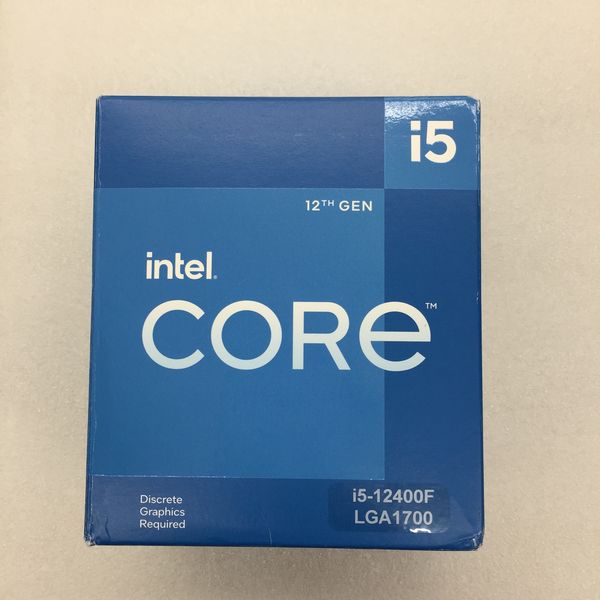 i5
12TH GEN
intel.
CORE™
Discrete
Graphics
Required
i5-12400F
LGA1700